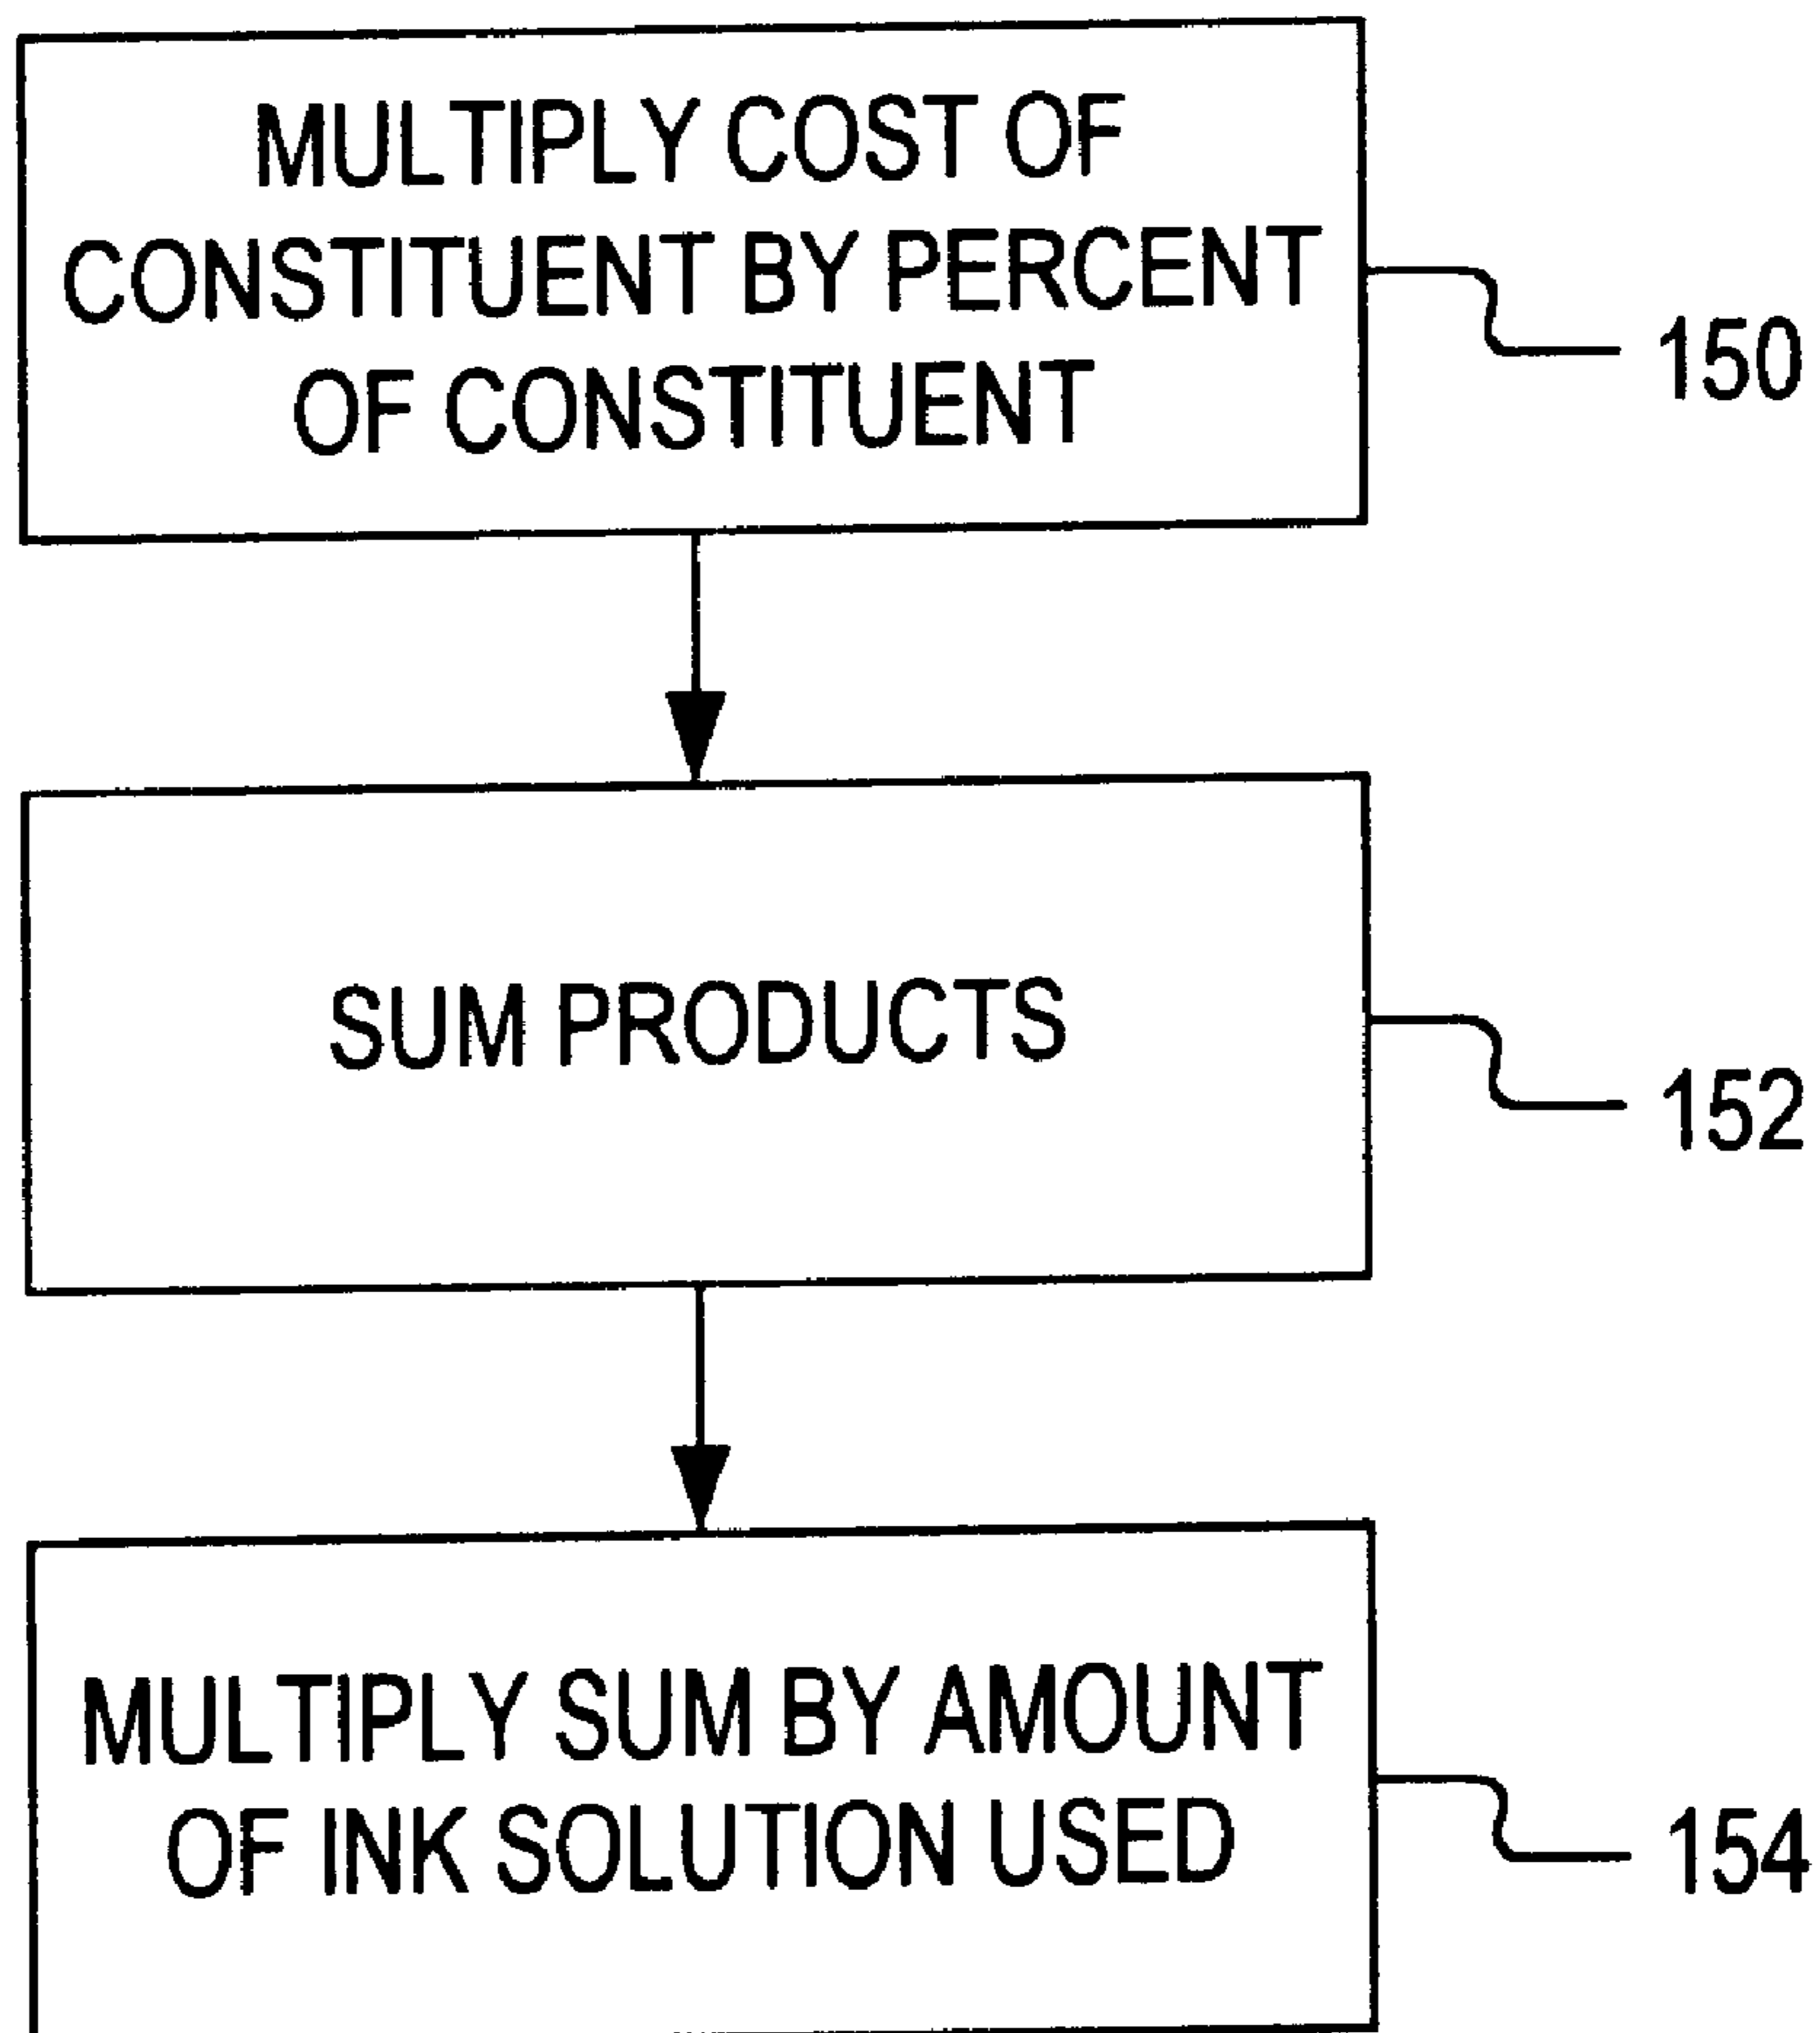 MULTIPLY COST OF
CONSTITUENT BY PERCENT
OF CONSTITUENT
150
SUM PRODUCTS
152
MULTIPLY SUM BY AMOUNT
OF INK SOLUTION USED
154